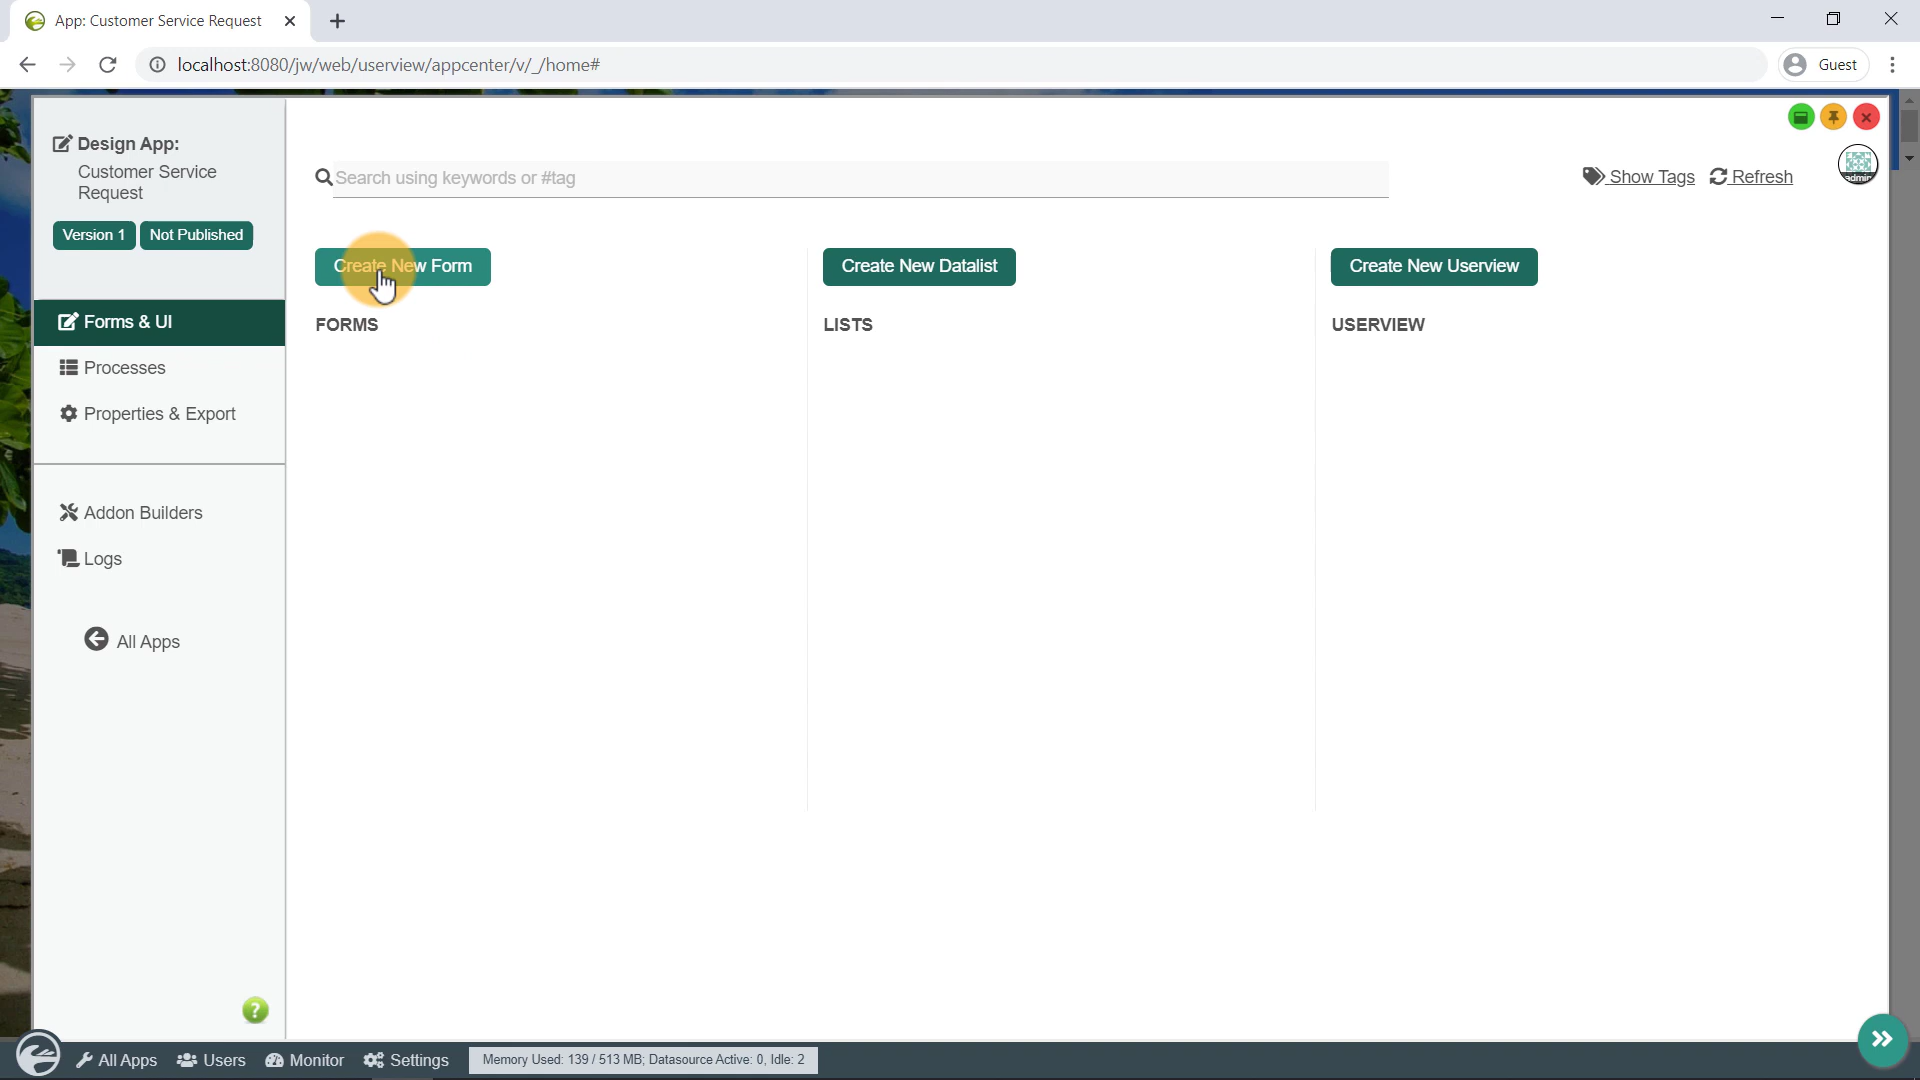 App: Customer Service Request
localhost:8080/jw/web/userview/appcenter/v/_/home#
Guest
Design App:
Customer Service
Request
Version 1
Not Published
Forms & UI
Processes
Properties & Export
Addon Builders
Logs
All Apps
?
Search using keywords or #tag
Show Tags
Refresh
admin
Create New Form
FORMS
Create New Datalist
LISTS
Create New Userview
USERVIEW
All Apps
Users
Monitor
Settings
Memory Used: 139 / 513 MB; Datasource Active: 0, Idle: 2